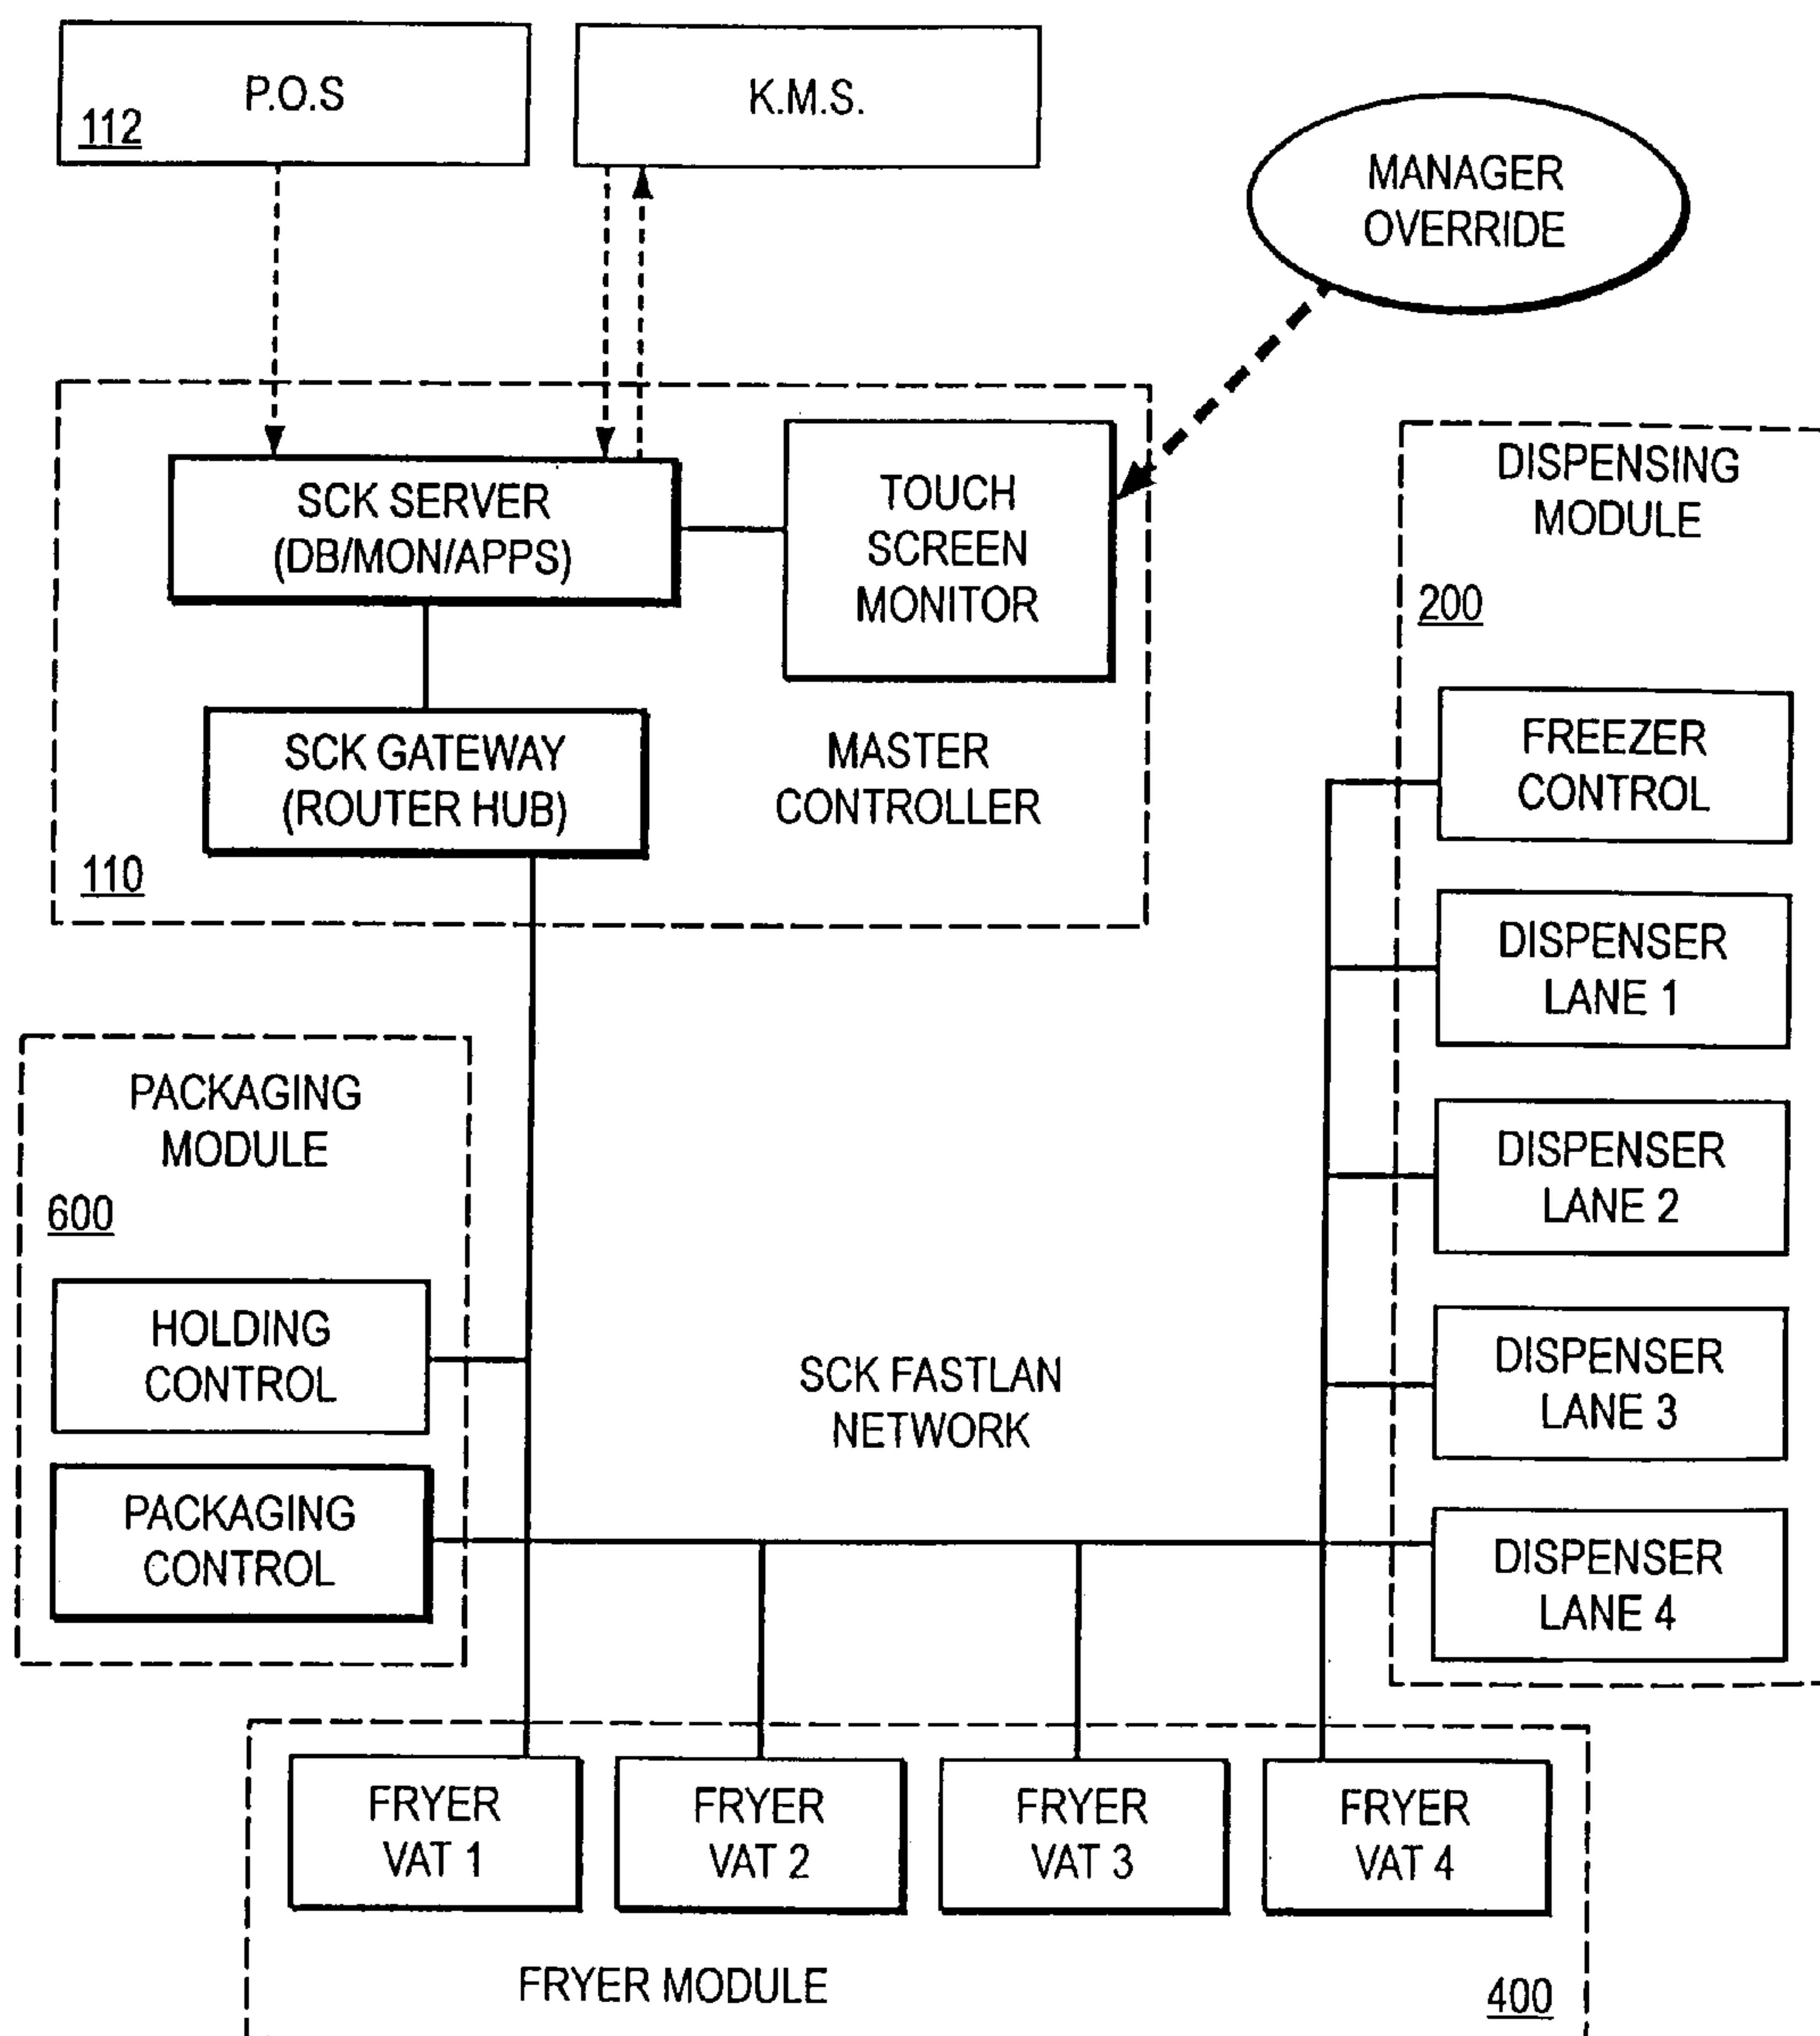 P.O.S
112
K.M.S.
MANAGER
OVERRIDE
SCK SERVER
(DB/MON/APPS)
TOUCH
SCREEN
MONITOR
SCK GATEWAY
(ROUTER HUB)
MASTER
CONTROLLER
110
DISPENSING
MODULE
200
FREEZER
CONTROL
DISPENSER
LANE 1
DISPENSER
LANE 2
DISPENSER
LANE 3
DISPENSER
LANE 4
PACKAGING
MODULE
600
HOLDING
CONTROL
PACKAGING
CONTROL
SCK FASTLAN
NETWORK
FRYER
VAT 1
FRYER
VAT 2
FRYER
VAT 3
FRYER
VAT 4
FRYER MODULE
400